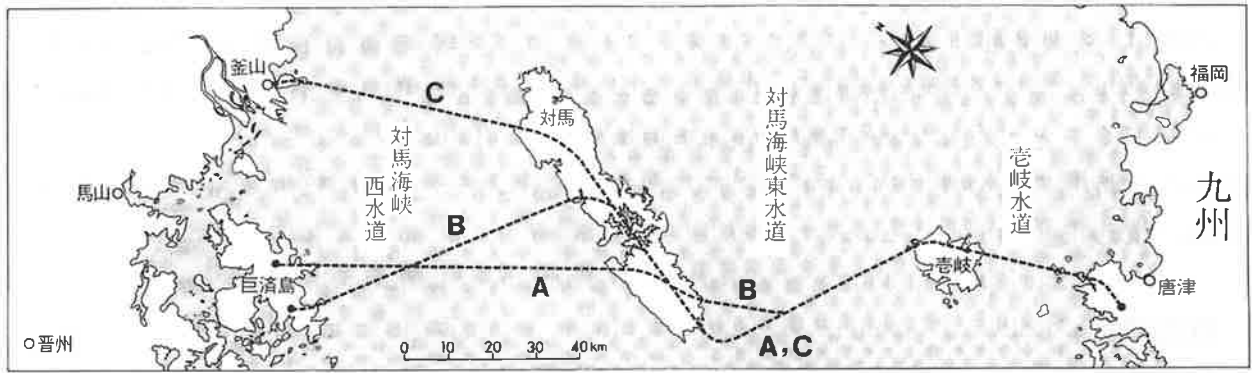 釜山
C
対馬
福岡
対馬海峡東水道
対馬海峡
西水道
壱岐水道
馬山
九州
B
巨済島
A
壱岐
B
唐津
晋州
0 10 20 30 40km
A,C
N